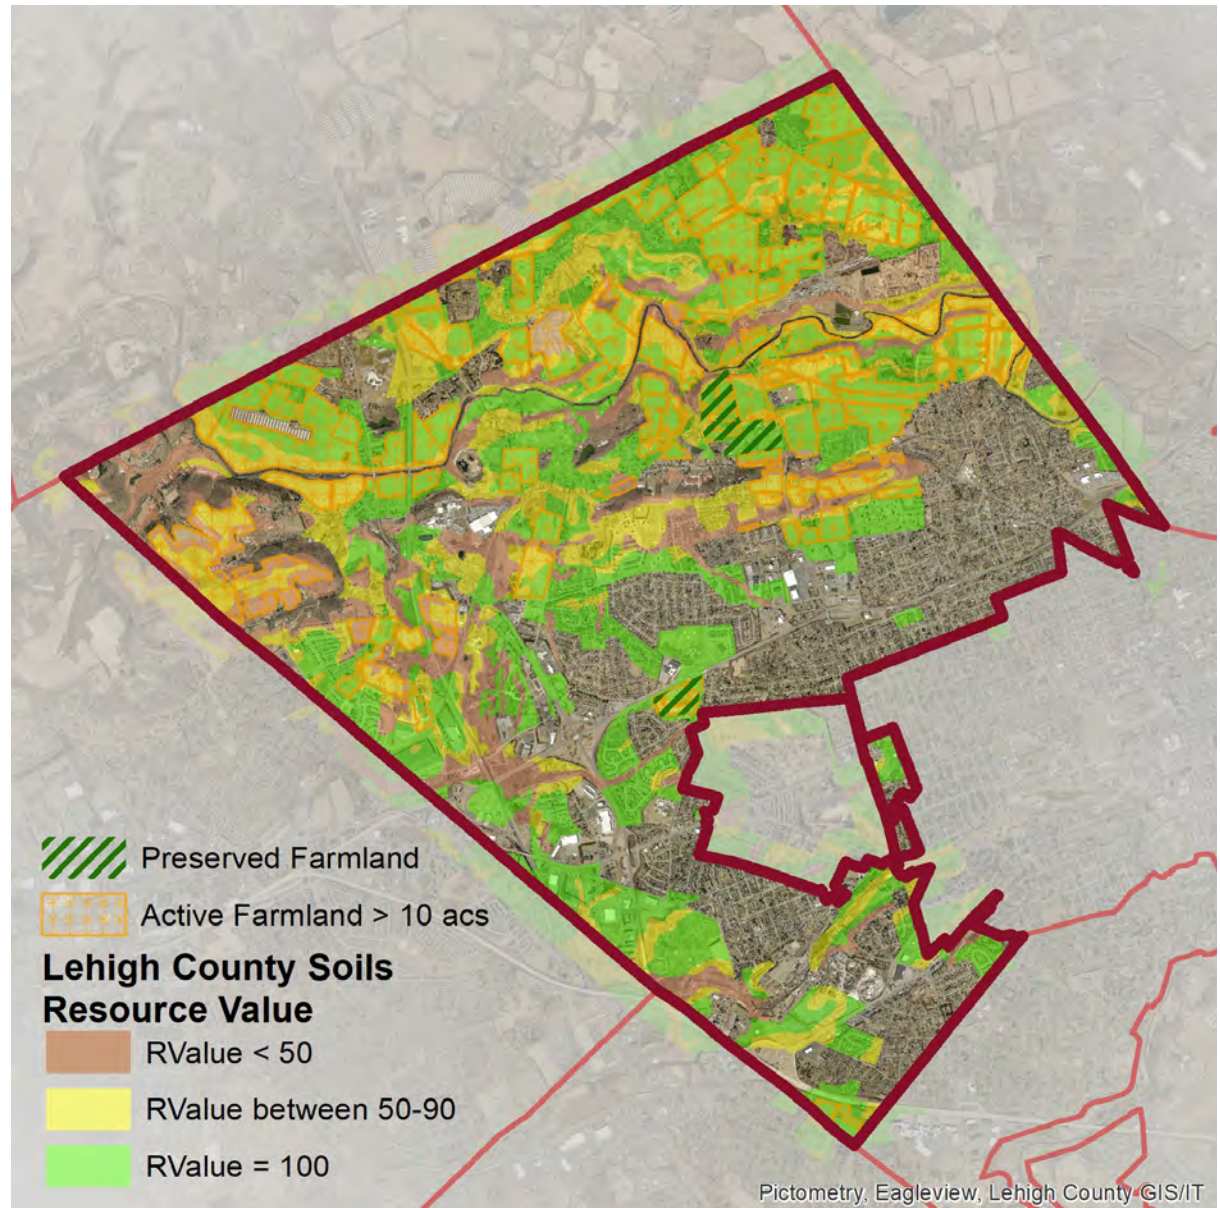 Preserved Farmland
Active Farmland > 10 acs
Lehigh County Soils
Resource Value
RValue < 50
RValue between 50-90
RValue = 100
Pictometry, Eagleview, Lehigh County GIS/IT